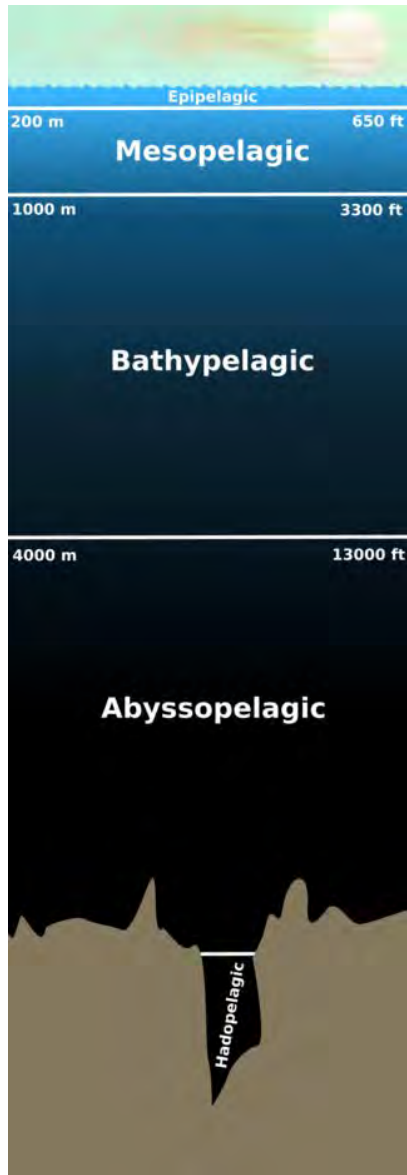 Epipelagic
200 m 650 ft
Mesopelagic
1000 m 3300 ft
Bathypelagic
4000 m 13000 ft
Abyssopelagic
Hadopelagic